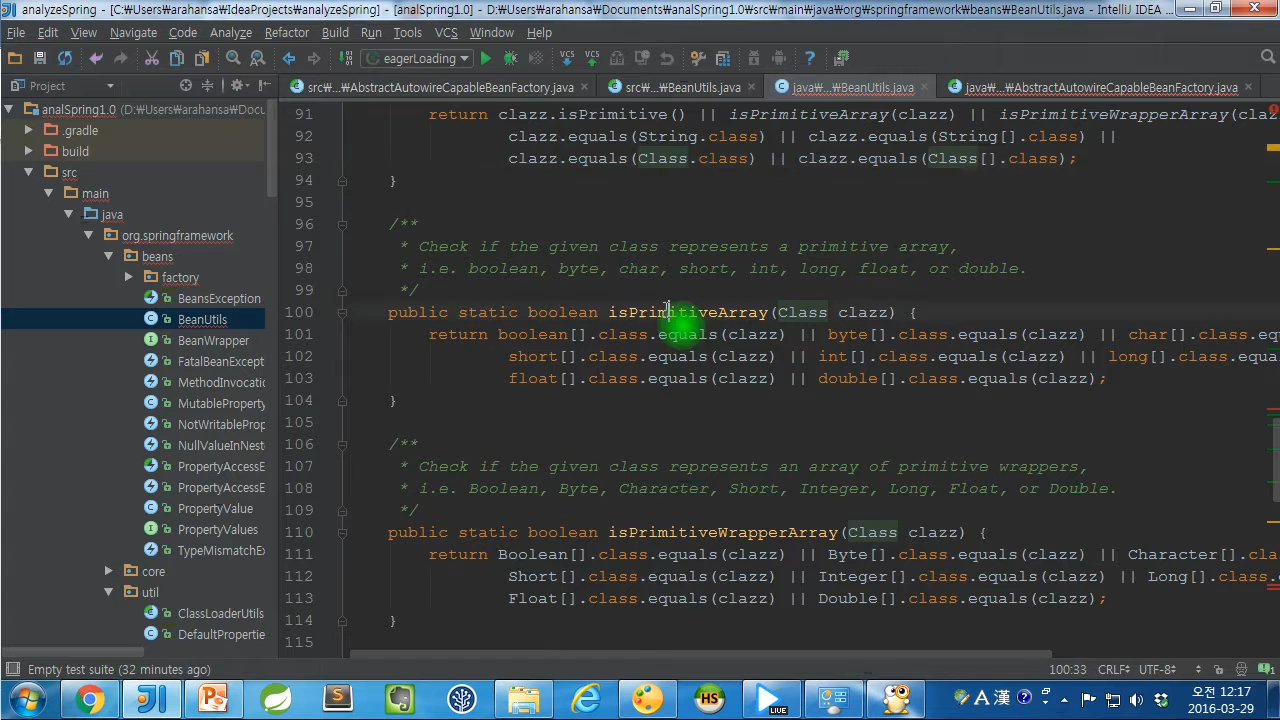 analyzeSpring - [C:₩Users₩arahansa₩IdeaProjects₩analyzeSpring] - [analSpring1.0] - [D:₩Users₩arahansa₩Documents₩analSpring1.0₩src₩main₩java₩org₩springframework₩beans₩BeanUtils.java] - IntelliJ IDEA ...
File Edit View Navigate Code Analyze Refactor Build Run Tools VCS Window Help
eagerLoading VCS VCS
Project src₩...₩AbstractAutowireCapableBeanFactory.java src₩...₩BeanUtils.java java₩...₩BeanUtils.java java₩...₩AbstractAutowireCapableBeanFactory.java
analSpring1.0 (D:₩Users₩arahansa₩Docu
.gradle
build
src
main
java
org.springframework
beans
factory
BeansException
BeanUtils
BeanWrapper
FatalBeanExcept
MethodInvocatic
MutableProperty
NotWritableProp
NullValueInNest
PropertyAccessE
PropertyAccessE
PropertyValue
PropertyValues
TypeMismatchEx
core
util
ClassLoaderUtils
DefaultPropertie
91 return clazz.isPrimitive() || isPrimitiveArray(clazz) || isPrimitiveWrapperArray(claz
92 clazz.equals(String.class) || clazz.equals(String[].class) ||
93 clazz.equals(Class.class) || clazz.equals(Class[].class);
94 }
95
96 /**
97 * Check if the given class represents a primitive array,
98 * i.e. boolean, byte, char, short, int, long, float, or double.
99 */
100 public static boolean isPrimitiveArray(Class clazz) {
101 return boolean[].class.equals(clazz) || byte[].class.equals(clazz) || char[].class.eq
102 short[].class.equals(clazz) || int[].class.equals(clazz) || long[].class.equa
103 float[].class.equals(clazz) || double[].class.equals(clazz);
104 }
105
106 /**
107 * Check if the given class represents an array of primitive wrappers,
108 * i.e. Boolean, Byte, Character, Short, Integer, Long, Float, or Double.
109 */
110 public static boolean isPrimitiveWrapperArray(Class clazz) {
111 return Boolean[].class.equals(clazz) || Byte[].class.equals(clazz) || Character[].cla
112 Short[].class.equals(clazz) || Integer[].class.equals(clazz) || Long[].class.e
113 Float[].class.equals(clazz) || Double[].class.equals(clazz);
114 }
115
Empty test suite (32 minutes ago) 100:33 CRLF÷ UTF-8÷
A 漢 오전 12:17
2016-03-29